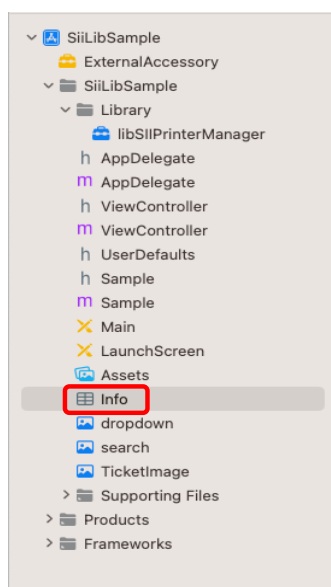 SiiLibSample
ExternalAccessory
SiiLibSample
Library
libSIIPrinterManager
h AppDelegate
m AppDelegate
h ViewController
m ViewController
h UserDefaults
h Sample
m Sample
Main
LaunchScreen
Assets
Info
dropdown
search
TicketImage
Supporting Files
Products
Frameworks